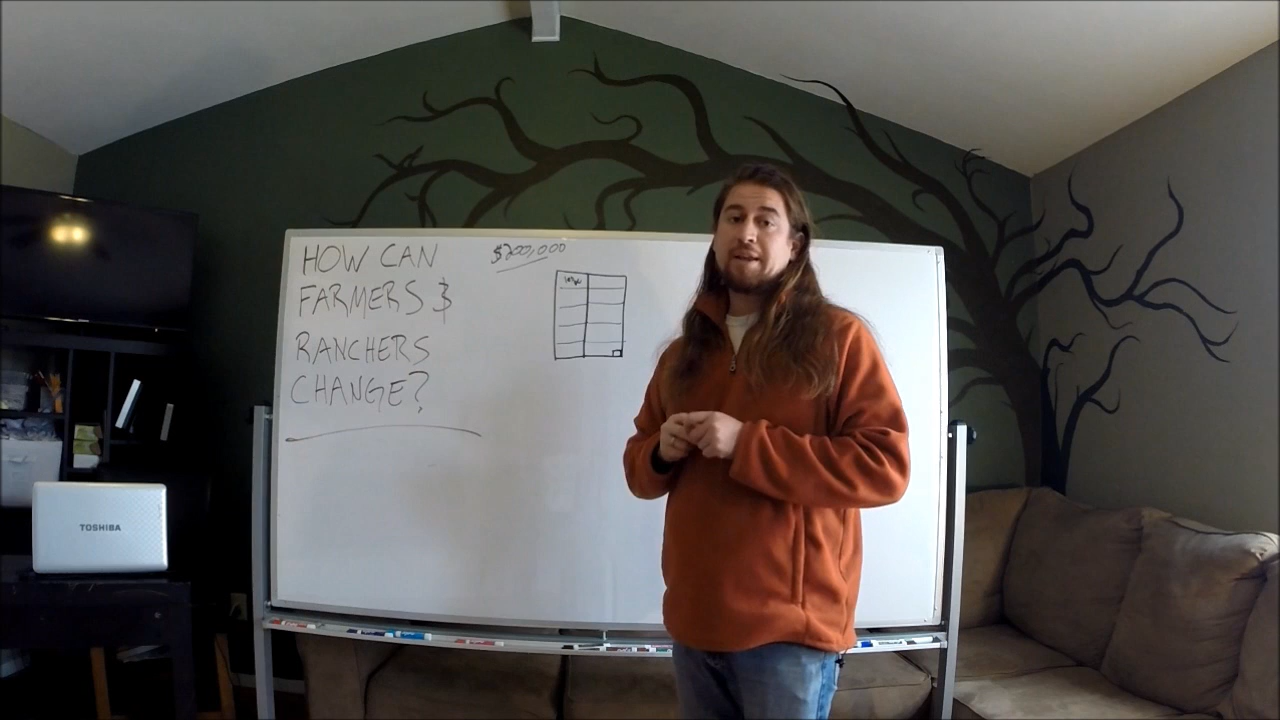 HOW CAN
FARMERS &
RANCHERS
CHANGE?
$200,000
TOSHIBA